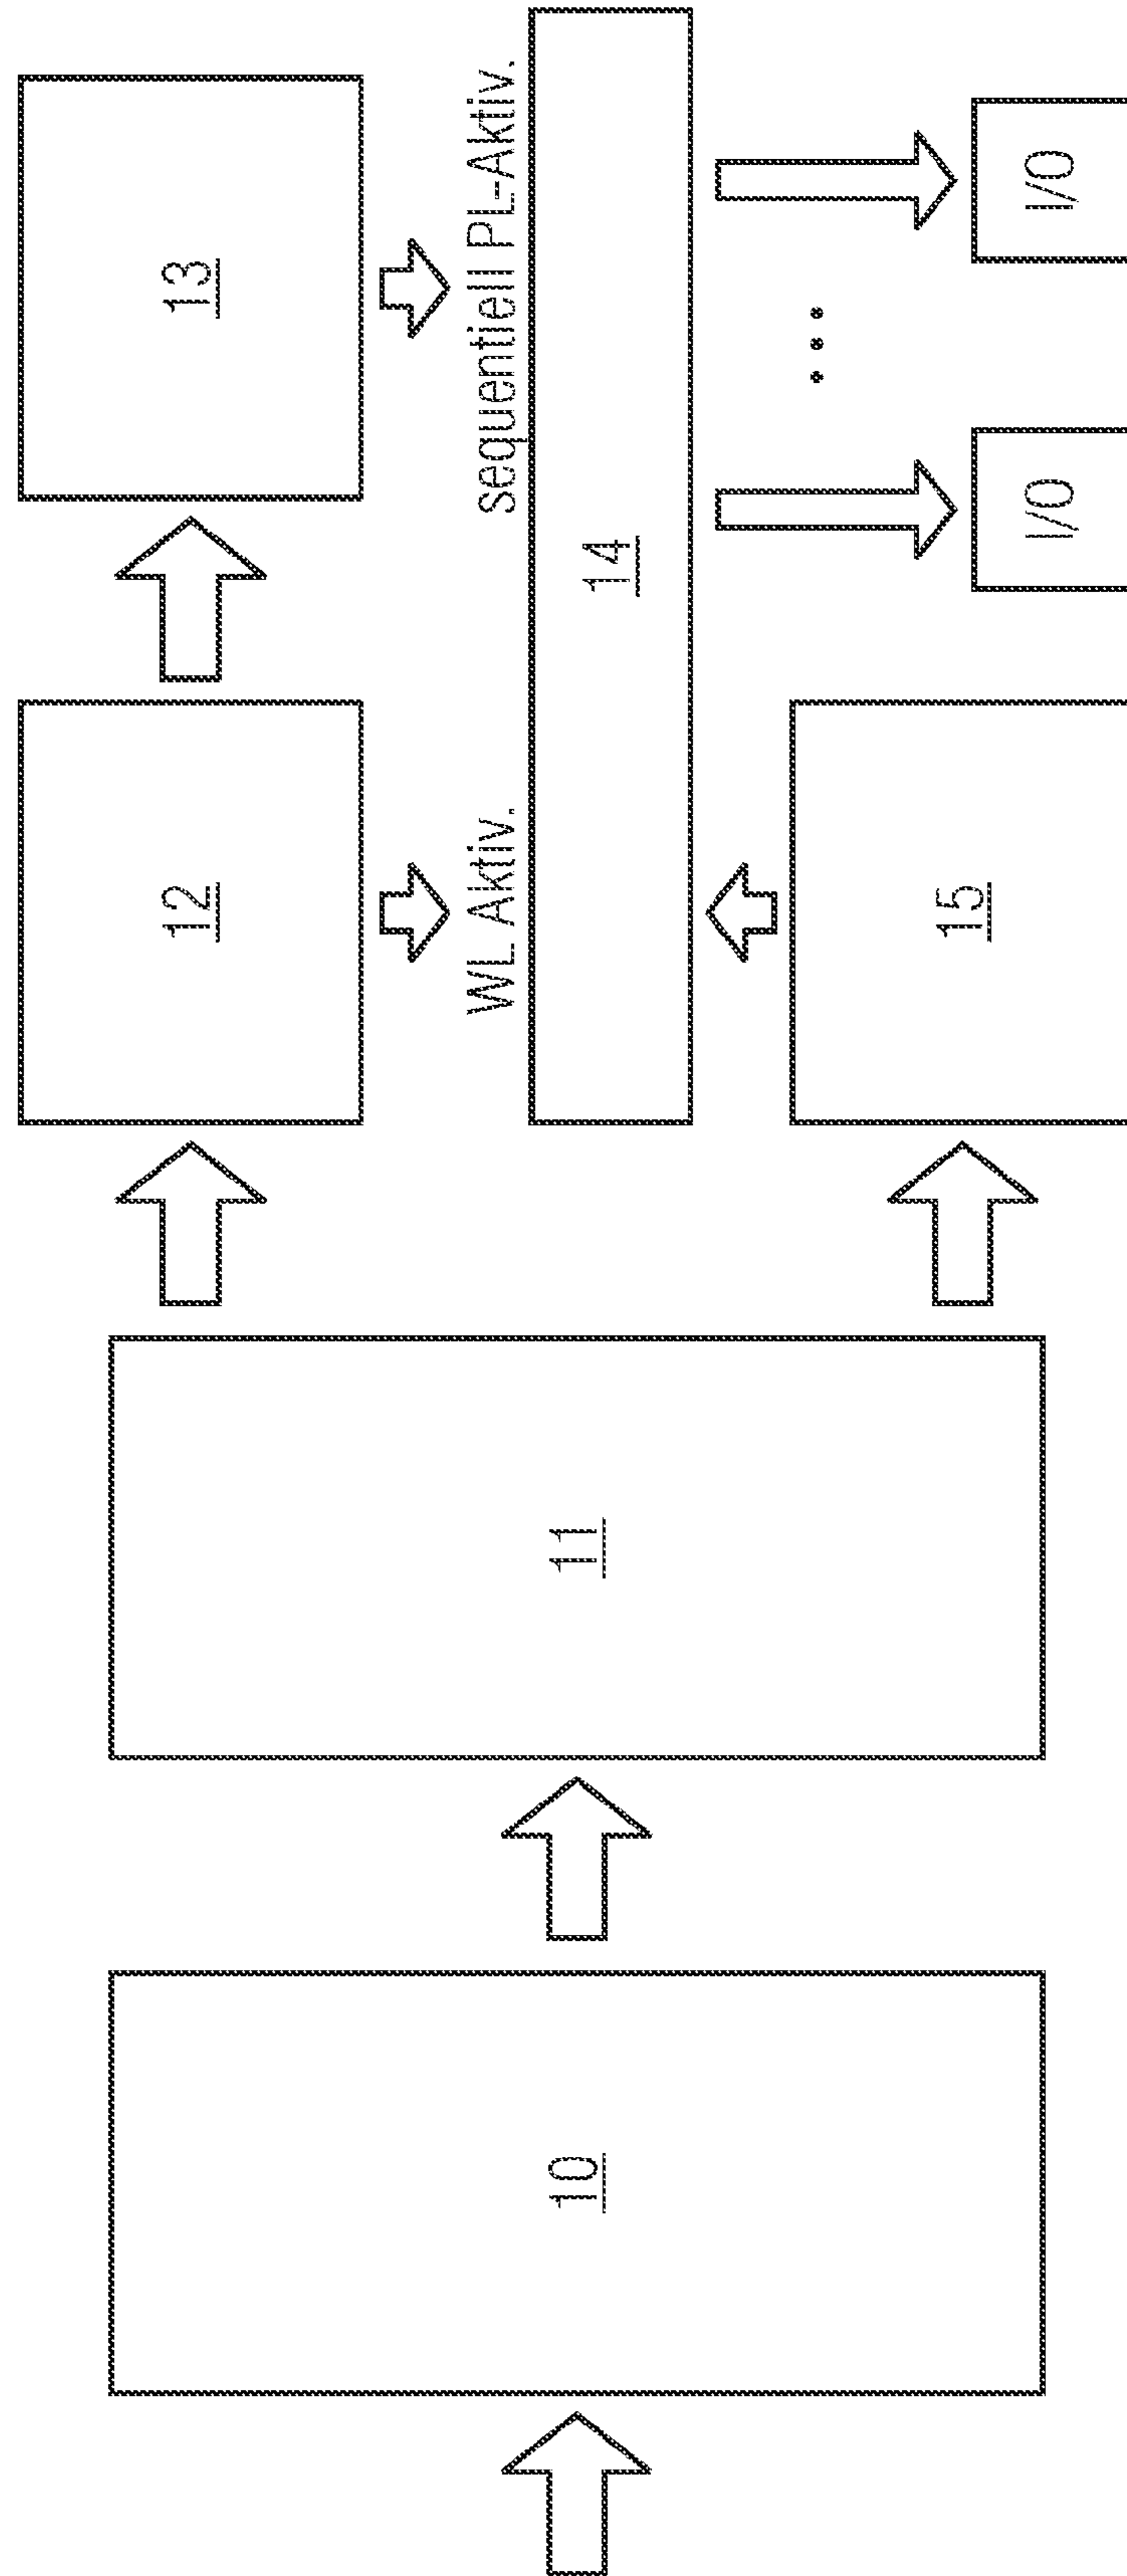 12
13
WL Aktiv.
sequentiell PL-Aktiv.
10
11
14
15
I/O
...
I/O